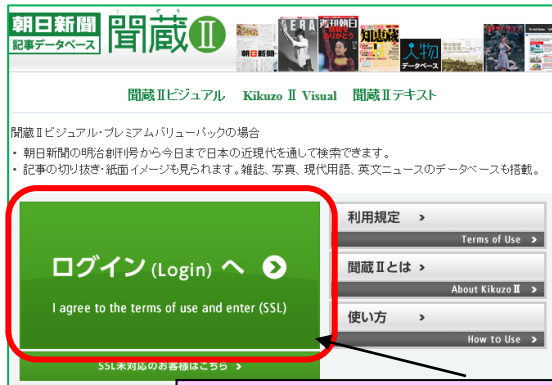 朝日新聞
記事データベース
聞蔵Ⅱ
朝日新聞
AERA
週刊朝日
知恵蔵
人物
データベース
聞蔵Ⅱビジュアル Kikuzo Ⅱ Visual 聞蔵Ⅱテキスト
聞蔵Ⅱビジュアル・プレミアムバリューパックの場合
・ 朝日新聞の明治創刊号から今日まで日本の近現代を通して検索できます。
・ 記事の切り抜き・紙面イメージも見られます。雑誌、写真、現代用語、英文ニュースのデータベースも搭載。
ログイン (Login) へ
I agree to the terms of use and enter (SSL)
SSL未対応のお客様はこちら >
利用規定 >
Terms of Use >
聞蔵Ⅱとは >
About Kikuzo Ⅱ >
使い方 >
How to Use >